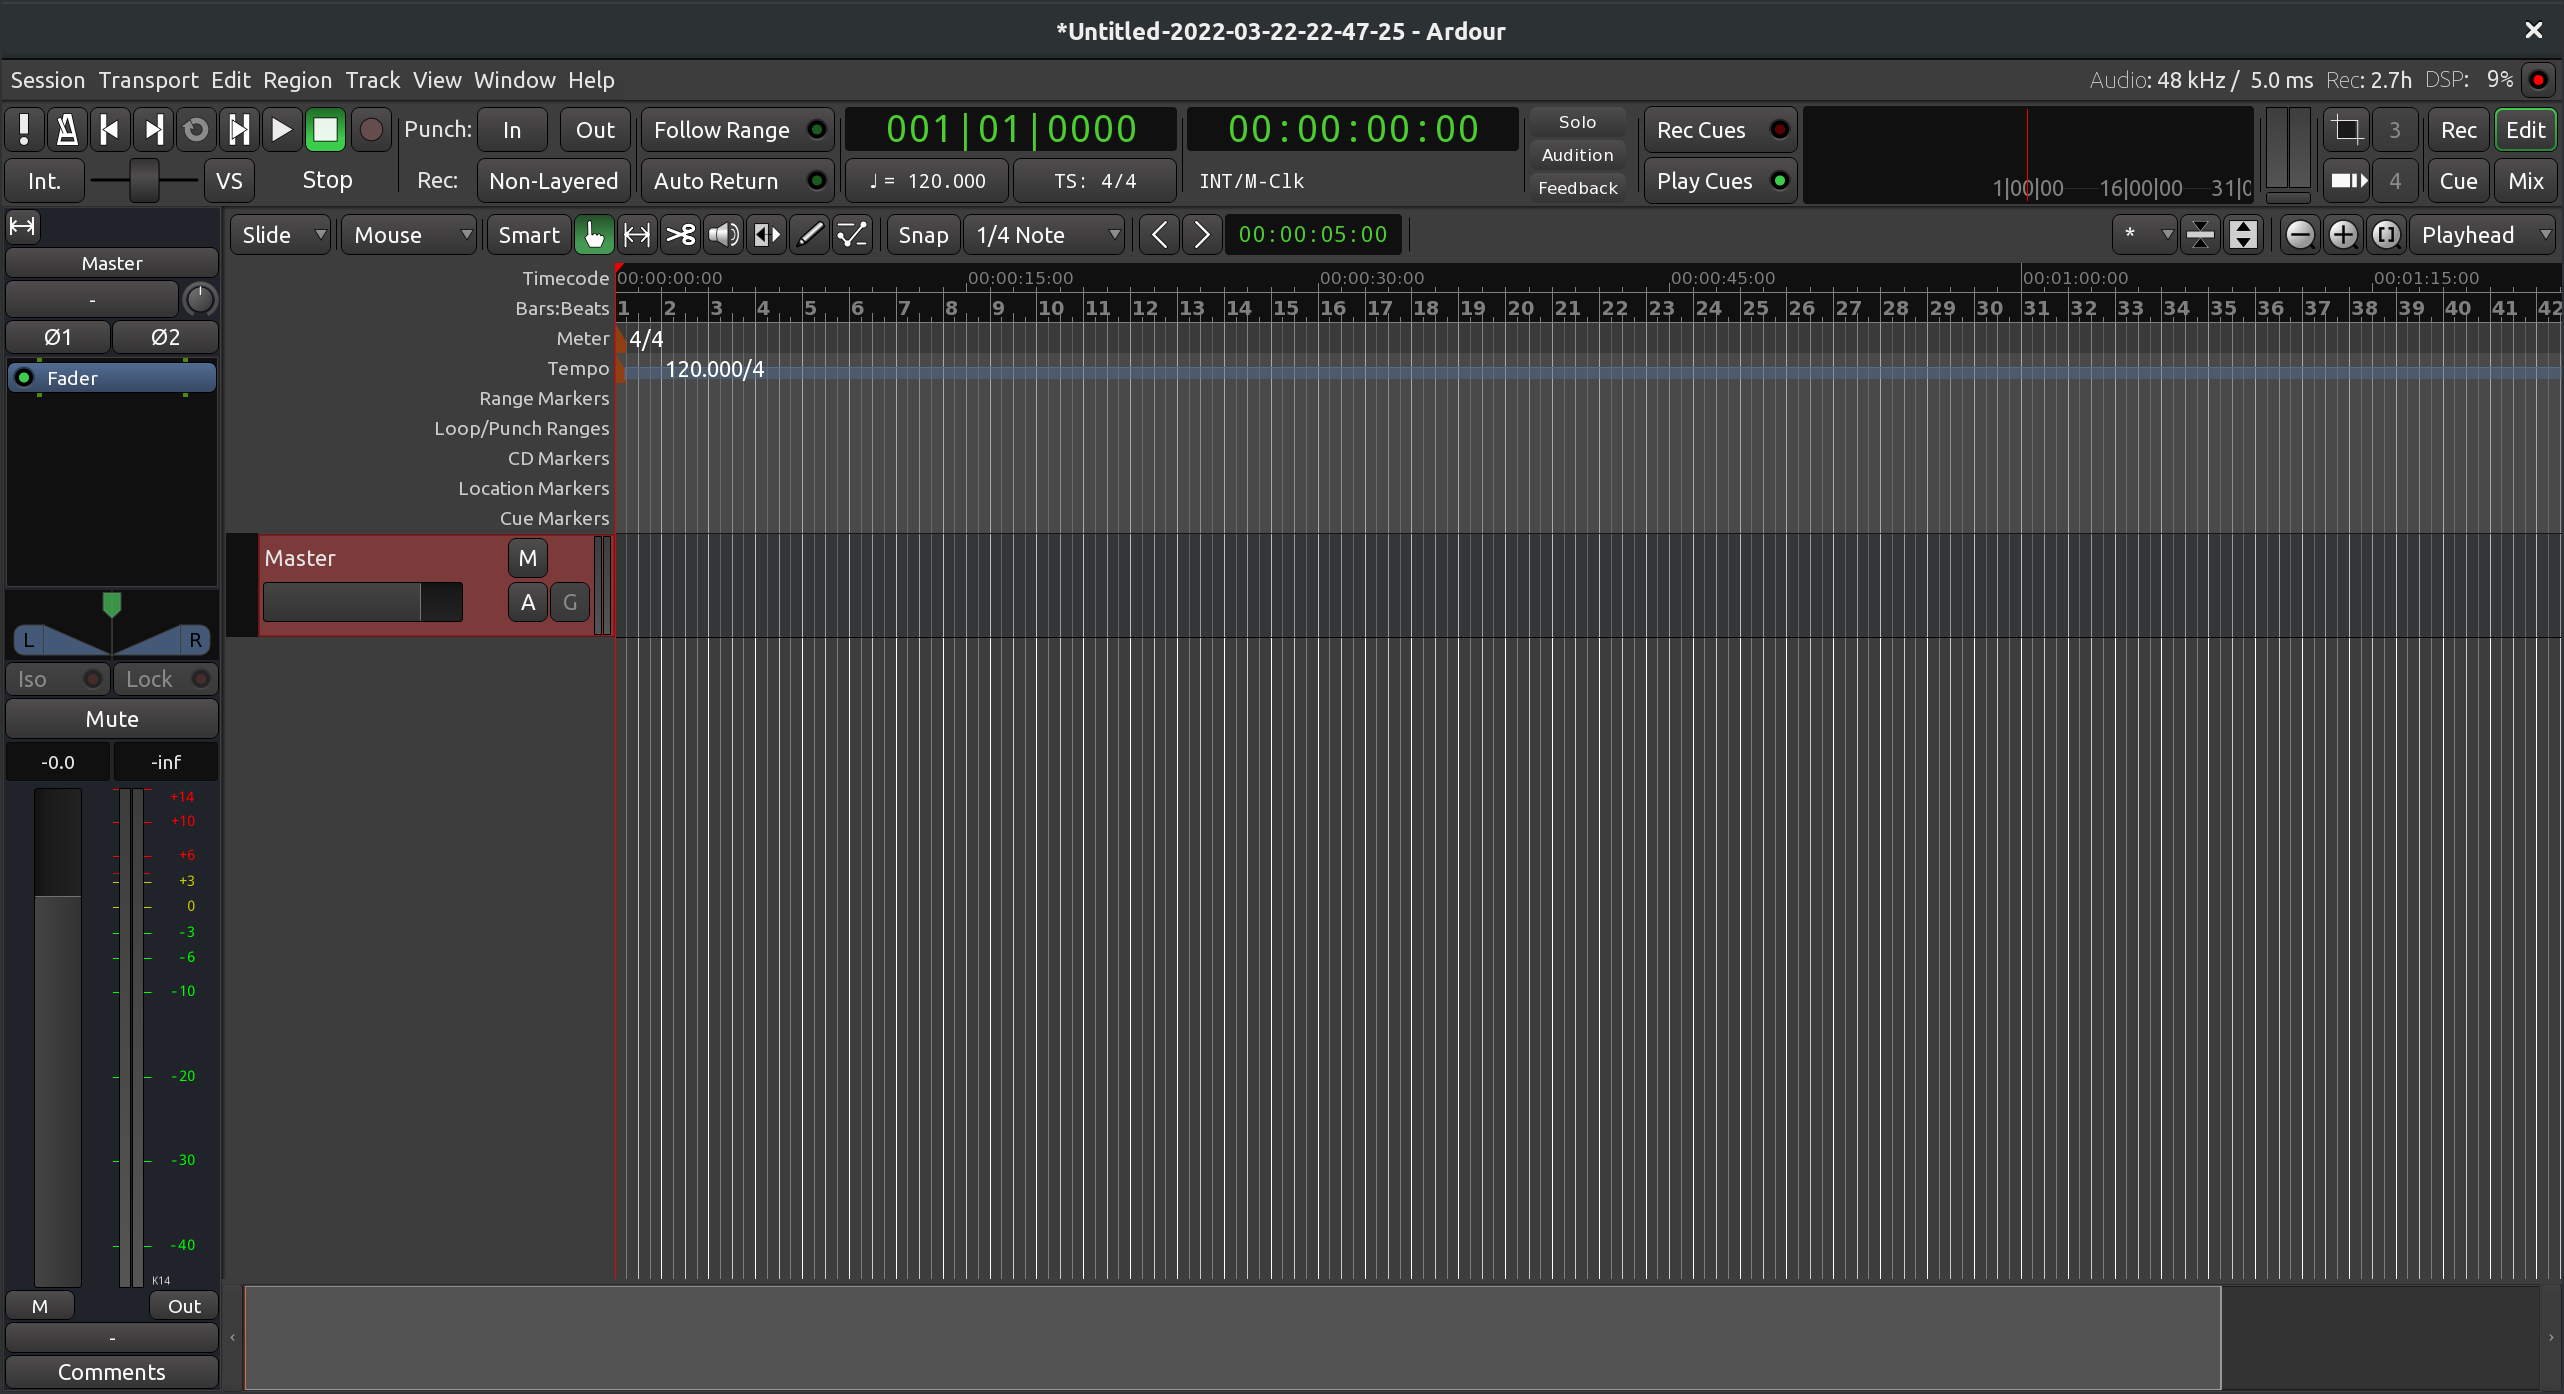 *Untitled-2022-03-22-22-47-25 - Ardour
Session Transport Edit Region Track View Window Help
Audio: 48 kHz / 5.0 ms Rec: 2.7h DSP: 9%
Punch: In Out Follow Range 001|01|0000 00:00:00:00 Solo Rec Cues 3 Rec Edit
Audition
Int. VS Stop Rec: Non-Layered Auto Return ♩ = 120.000 TS: 4/4 INT/M-Clk Feedback Play Cues 1|00|00 16|00|00 4 Cue Mix
Slide Mouse Smart Snap 1/4 Note 00:00:05:00 * Playhead
Master
-
Ø1 Ø2
Fader
L R
Iso Lock
Mute
-0.0 -inf
+14
+10
+6
+3
0
-3
-6
-10
-20
-30
-40
K14
M Out
-
Comments
Timecode 00:00:00:00 00:00:15:00 00:00:30:00 00:00:45:00 00:01:00:00 00:01:15:00
Bars:Beats 1 2 3 4 5 6 7 8 9 10 11 12 13 14 15 16 17 18 19 20 21 22 23 24 25 26 27 28 29 30 31 32 33 34 35 36 37 38 39 40 41 42
Meter 4/4
Tempo 120.000/4
Range Markers
Loop/Punch Ranges
CD Markers
Location Markers
Cue Markers
Master M
A G